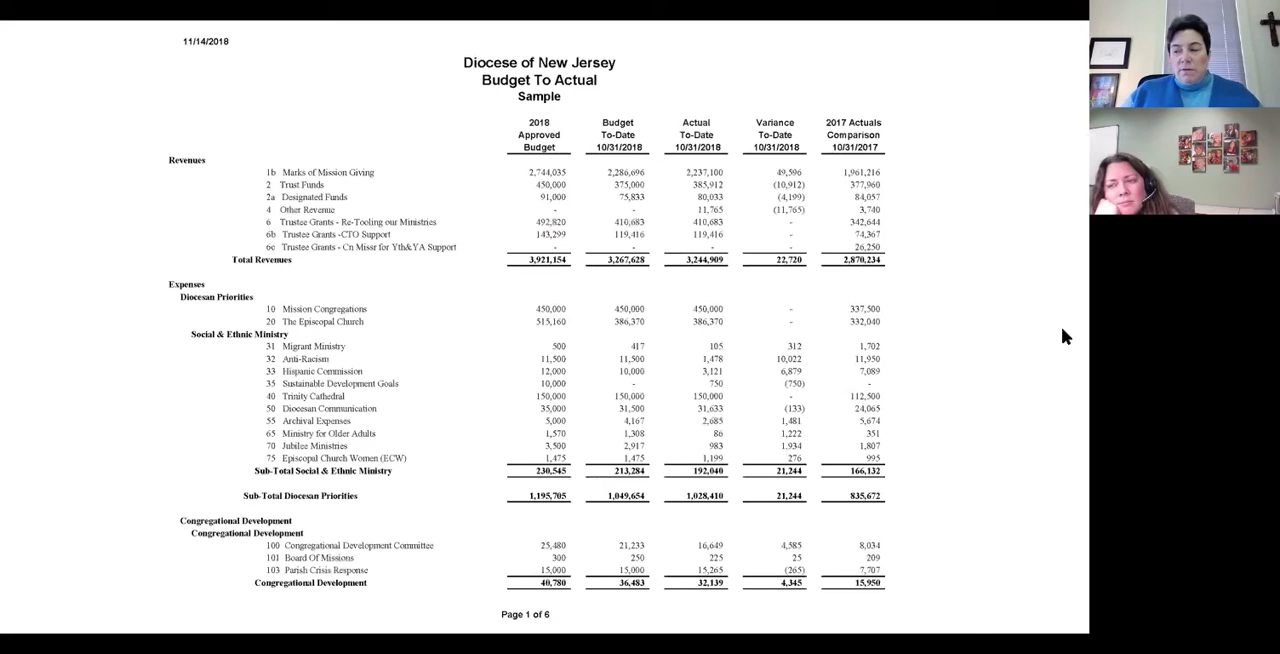 11/14/2018
Diocese of New Jersey
Budget To Actual
Sample
2018 Budget Actual Variance 2017 Actuals
Approved To-Date To-Date To-Date Comparison
Budget 10/31/2018 10/31/2018 10/31/2018 10/31/2017
Revenues
1b Marks of Mission Giving 2,744,035 2,286,696 2,237,100 49,596 1,961,216
2 Trust Funds 450,000 375,000 385,912 (10,912) 377,960
2a Designated Funds 91,000 75,833 80,033 (4,199) 84,057
4 Other Revenue - - 11,765 (11,765) 3,740
6 Trustee Grants - Re-Tooling our Ministries 492,820 410,683 410,683 - 342,644
6b Trustee Grants -CTO Support 143,299 119,416 119,416 - 74,367
6c Trustee Grants - Cn Missr for Yth&YA Support - - - - 26,250
Total Revenues 3,921,154 3,267,628 3,244,909 22,720 2,870,234
Expenses
Diocesan Priorities
10 Mission Congregations 450,000 450,000 450,000 - 337,500
20 The Episcopal Church 515,160 386,370 386,370 - 332,040
Social & Ethnic Ministry
31 Migrant Ministry 500 417 105 312 1,702
32 Anti-Racism 11,500 11,500 1,478 10,022 11,950
33 Hispanic Commission 12,000 10,000 3,121 6,879 7,089
35 Sustainable Development Goals 10,000 - 750 (750) -
40 Trinity Cathedral 150,000 150,000 150,000 - 112,500
50 Diocesan Communication 35,000 31,500 31,633 (133) 24,065
55 Archival Expenses 5,000 4,167 2,685 1,481 5,674
65 Ministry for Older Adults 1,570 1,308 86 1,222 351
70 Jubilee Ministries 3,500 2,917 983 1,934 1,807
75 Episcopal Church Women (ECW) 1,475 1,475 1,199 276 995
Sub-Total Social & Ethnic Ministry 230,545 213,284 192,040 21,244 166,132
Sub-Total Diocesan Priorities 1,195,705 1,049,654 1,028,410 21,244 835,672
Congregational Development
Congregational Development
100 Congregational Development Committee 25,480 21,233 16,649 4,585 8,034
101 Board Of Missions 300 250 225 25 209
103 Parish Crisis Response 15,000 15,000 15,265 (265) 7,707
Congregational Development 40,780 36,483 32,139 4,345 15,950
Page 1 of 6